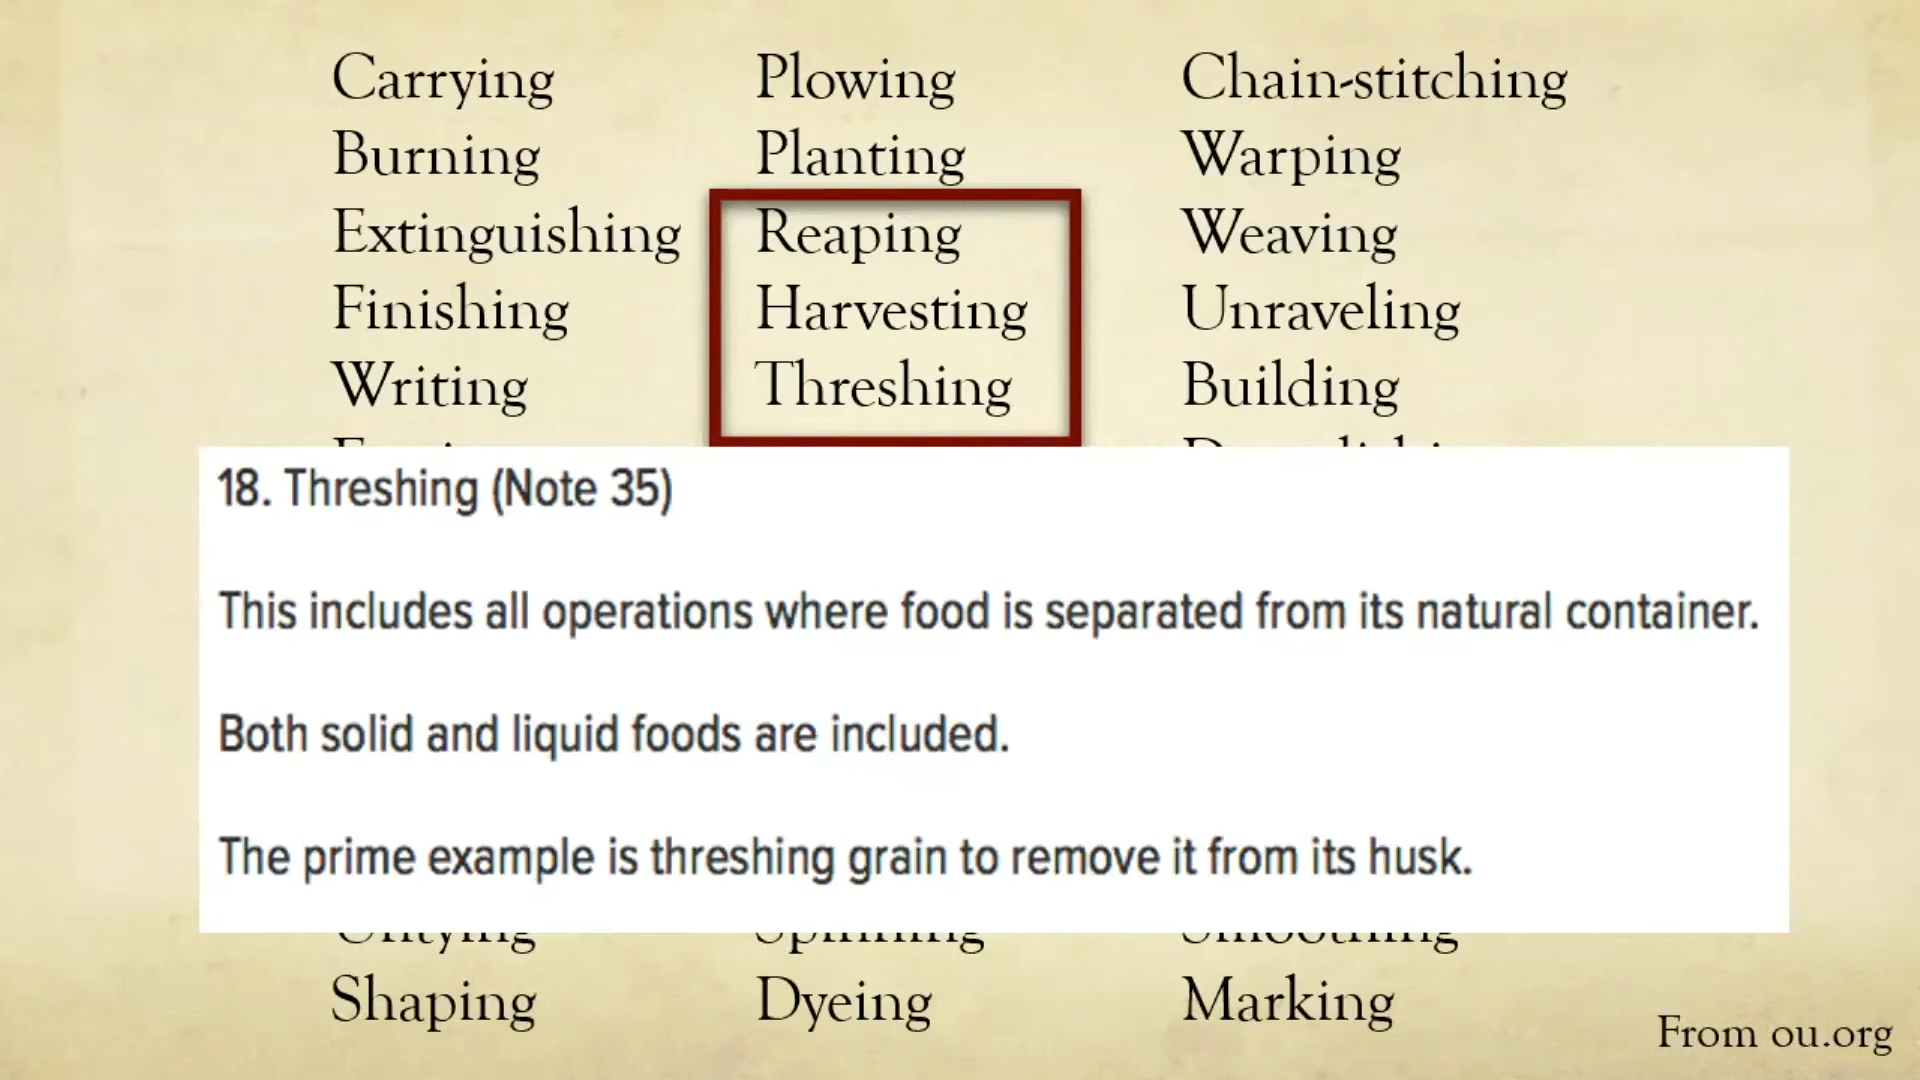 Carrying
Burning
Extinguishing
Finishing
Writing
Plowing
Planting
Reaping
Harvesting
Threshing
Chain-stitching
Warping
Weaving
Unraveling
Building
18. Threshing (Note 35)
This includes all operations where food is separated from its natural container.
Both solid and liquid foods are included.
The prime example is threshing grain to remove it from its husk.
Untying
Shaping
Spinning
Dyeing
Smoothing
Marking
From ou.org